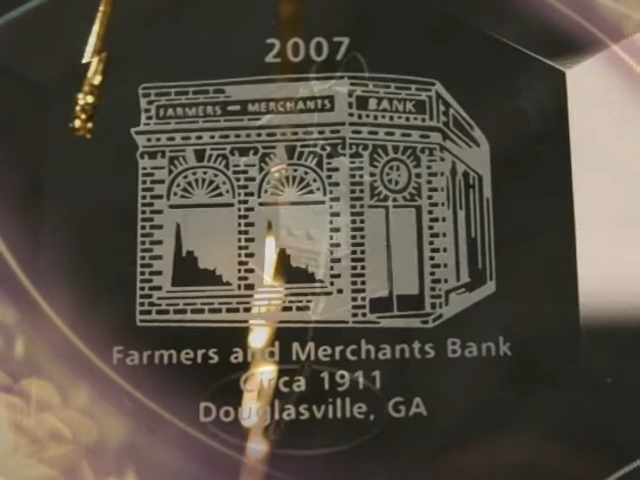 2007
FARMERS - MERCHANTS BANK
Farmers and Merchants Bank
Circa 1911
Douglasville, GA